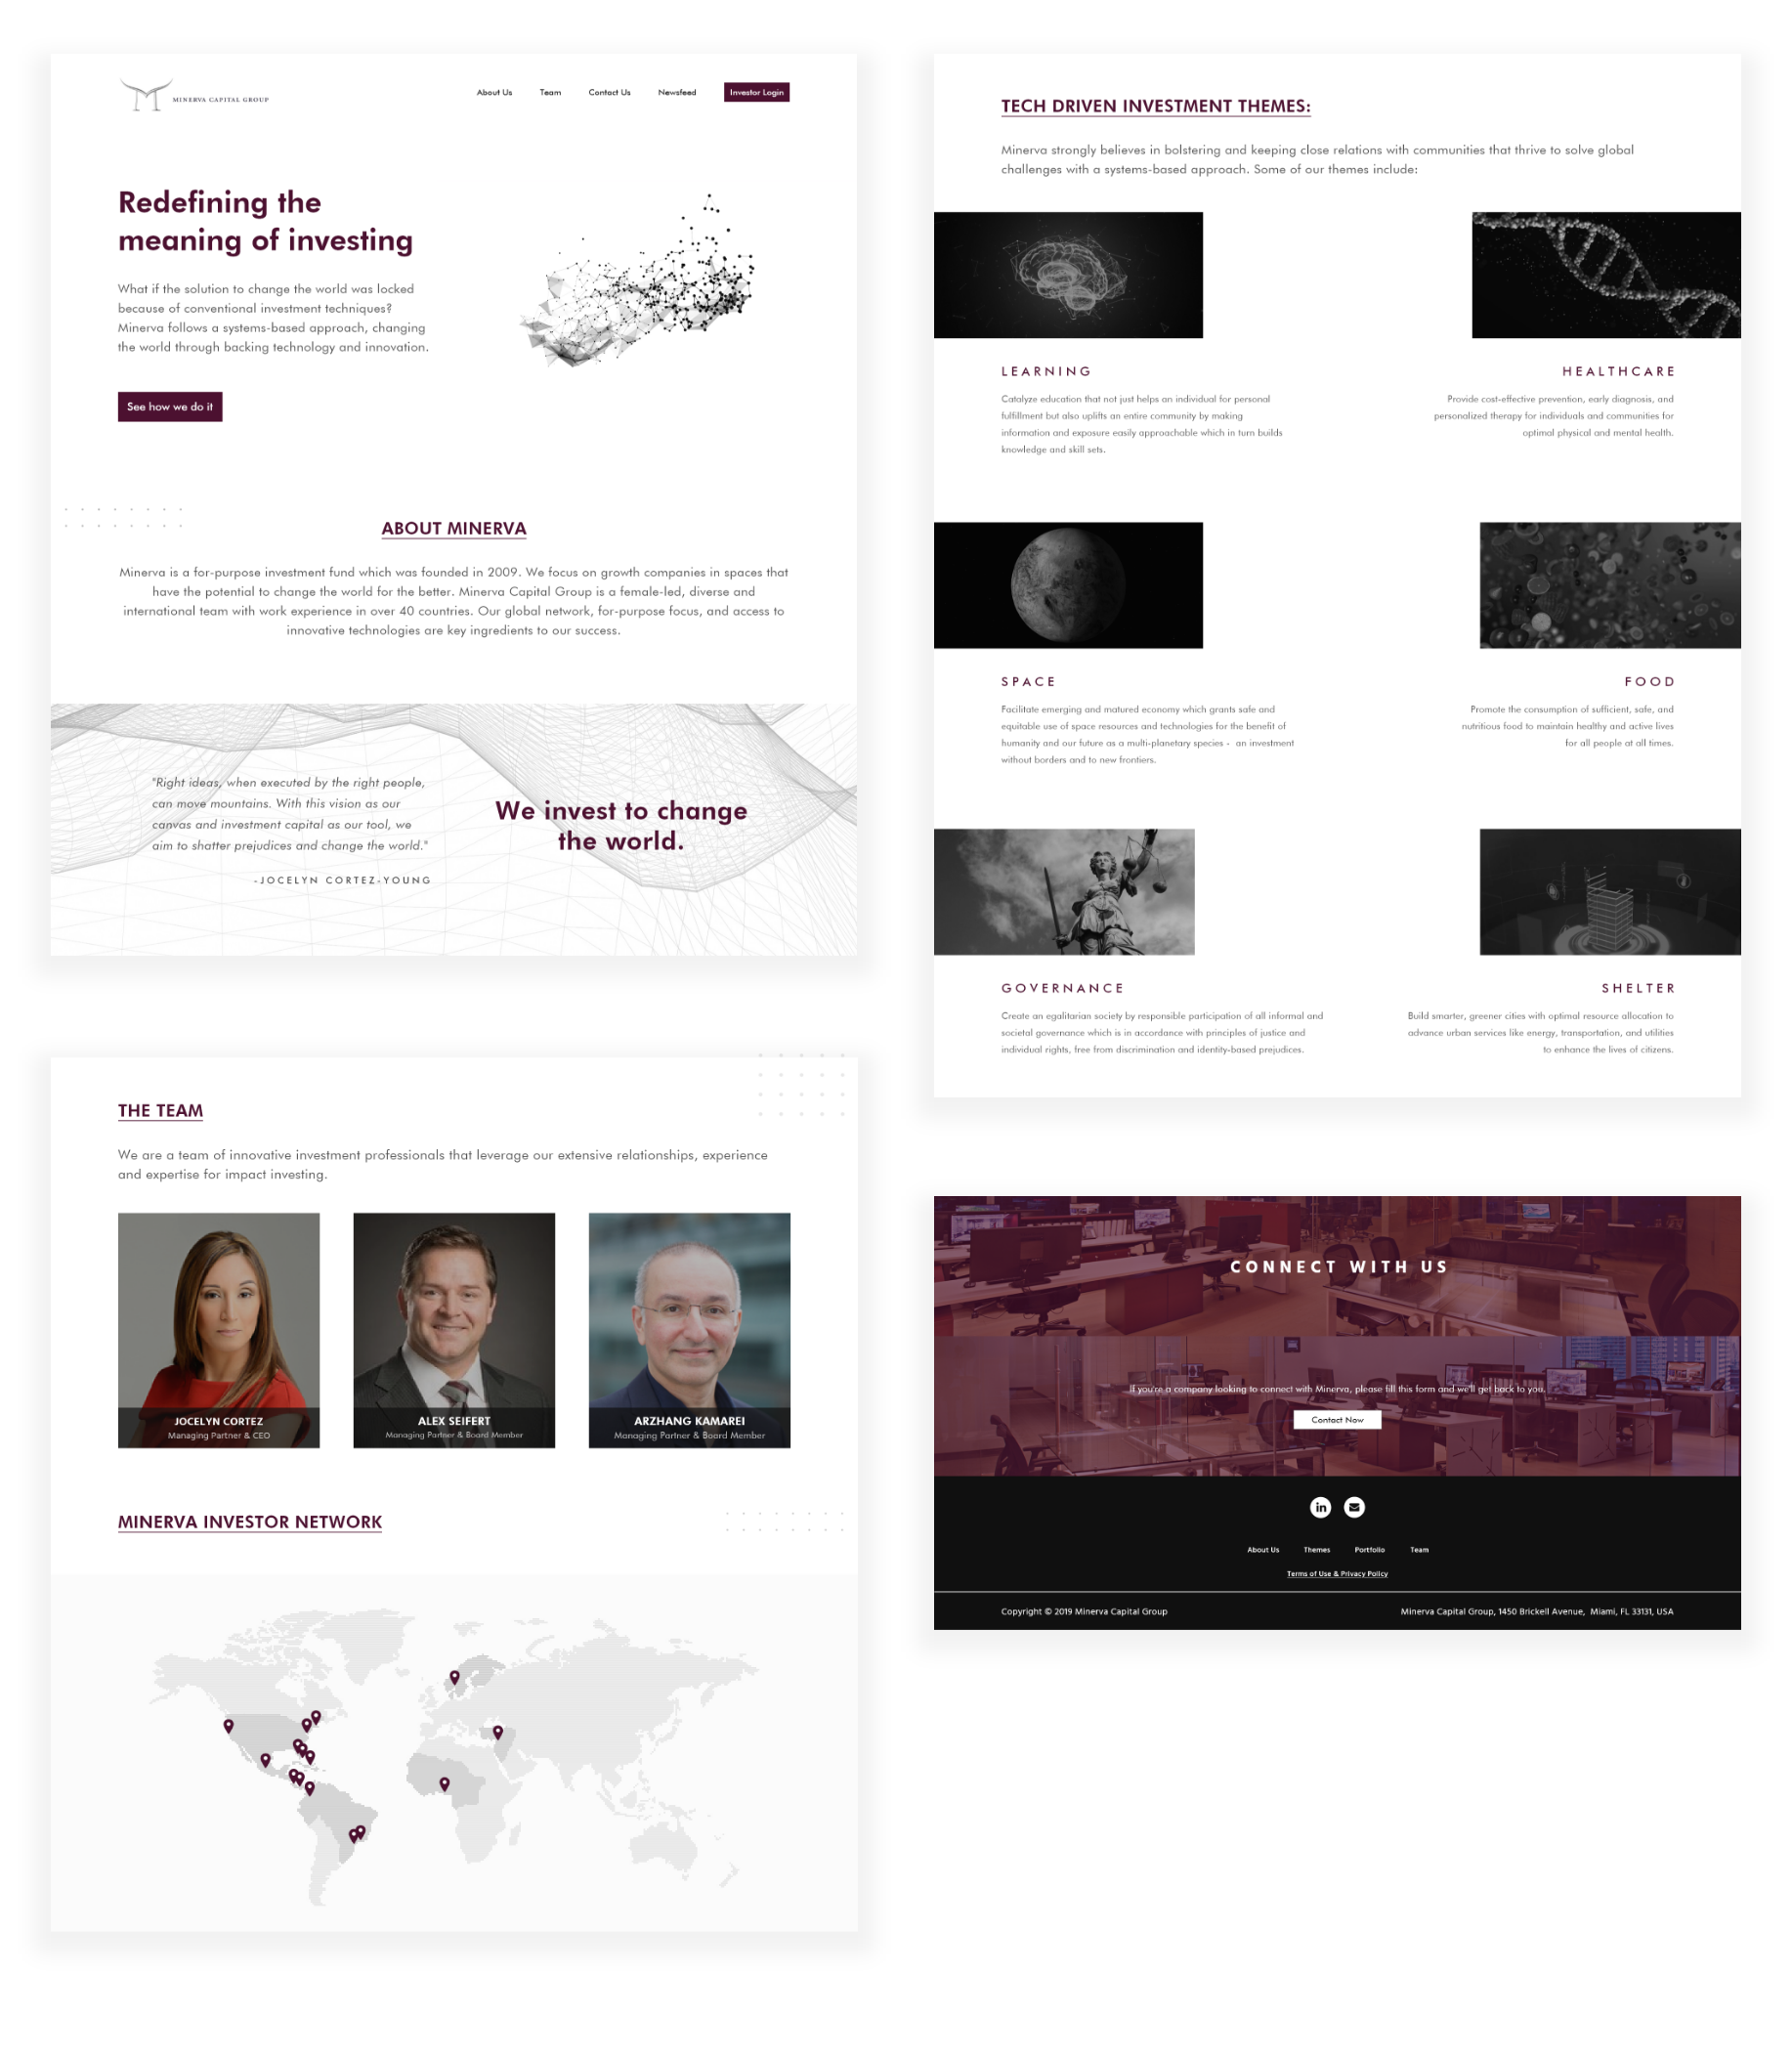 MINERVA CAPITAL GROUP
About Us Team Contact Us Newsfeed Investor Login
Redefining the
meaning of investing
What if the solution to change the world was locked
because of conventional investment techniques?
Minerva follows a systems-based approach, changing
the world through backing technology and innovation.
See how we do it
ABOUT MINERVA
Minerva is a for-purpose investment fund which was founded in 2009. We focus on growth companies in spaces that
have the potential to change the world for the better. Minerva Capital Group is a female-led, diverse and
international team with work experience in over 40 countries. Our global network, for-purpose focus, and access to
innovative technologies are key ingredients to our success.
"Right ideas, when executed by the right people,
can move mountains. With this vision as our
canvas and investment capital as our tool, we
aim to shatter prejudices and change the world."
-JOCELYN CORTEZ-YOUNG
We invest to change
the world.
THE TEAM
We are a team of innovative investment professionals that leverage our extensive relationships, experience
and expertise for impact investing.
JOCELYN CORTEZ
Managing Partner & CEO
ALEX SEIFERT
Managing Partner & Board Member
ARZHANG KAMAREI
Managing Partner & Board Member
MINERVA INVESTOR NETWORK
TECH DRIVEN INVESTMENT THEMES:
Minerva strongly believes in bolstering and keeping close relations with communities that thrive to solve global
challenges with a systems-based approach. Some of our themes include:
LEARNING
Catalyze education that not just helps an individual for personal
fulfillment but also uplifts an entire community by making
information and exposure easily approachable which in turn builds
knowledge and skill sets.
HEALTHCARE
Provide cost-effective prevention, early diagnosis, and
personalized therapy for individuals and communities for
optimal physical and mental health.
SPACE
Facilitate emerging and matured economy which grants safe and
equitable use of space resources and technologies for the benefit of
humanity and our future as a multi-planetary species - an investment
without borders and to new frontiers.
FOOD
Promote the consumption of sufficient, safe, and
nutritious food to maintain healthy and active lives
for all people at all times.
GOVERNANCE
Create an egalitarian society by responsible participation of all informal and
societal governance which is in accordance with principles of justice and
individual rights, free from discrimination and identity-based prejudices.
SHELTER
Build smarter, greener cities with optimal resource allocation to
advance urban services like energy, transportation, and utilities
to enhance the lives of citizens.
CONNECT WITH US
If you're a company looking to connect with Minerva, please fill this form and we'll get back to you.
Contact Now
in
About Us Themes Portfolio Team
Terms of Use & Privacy Policy
Copyright © 2019 Minerva Capital Group
Minerva Capital Group, 1450 Brickell Avenue, Miami, FL 33131, USA